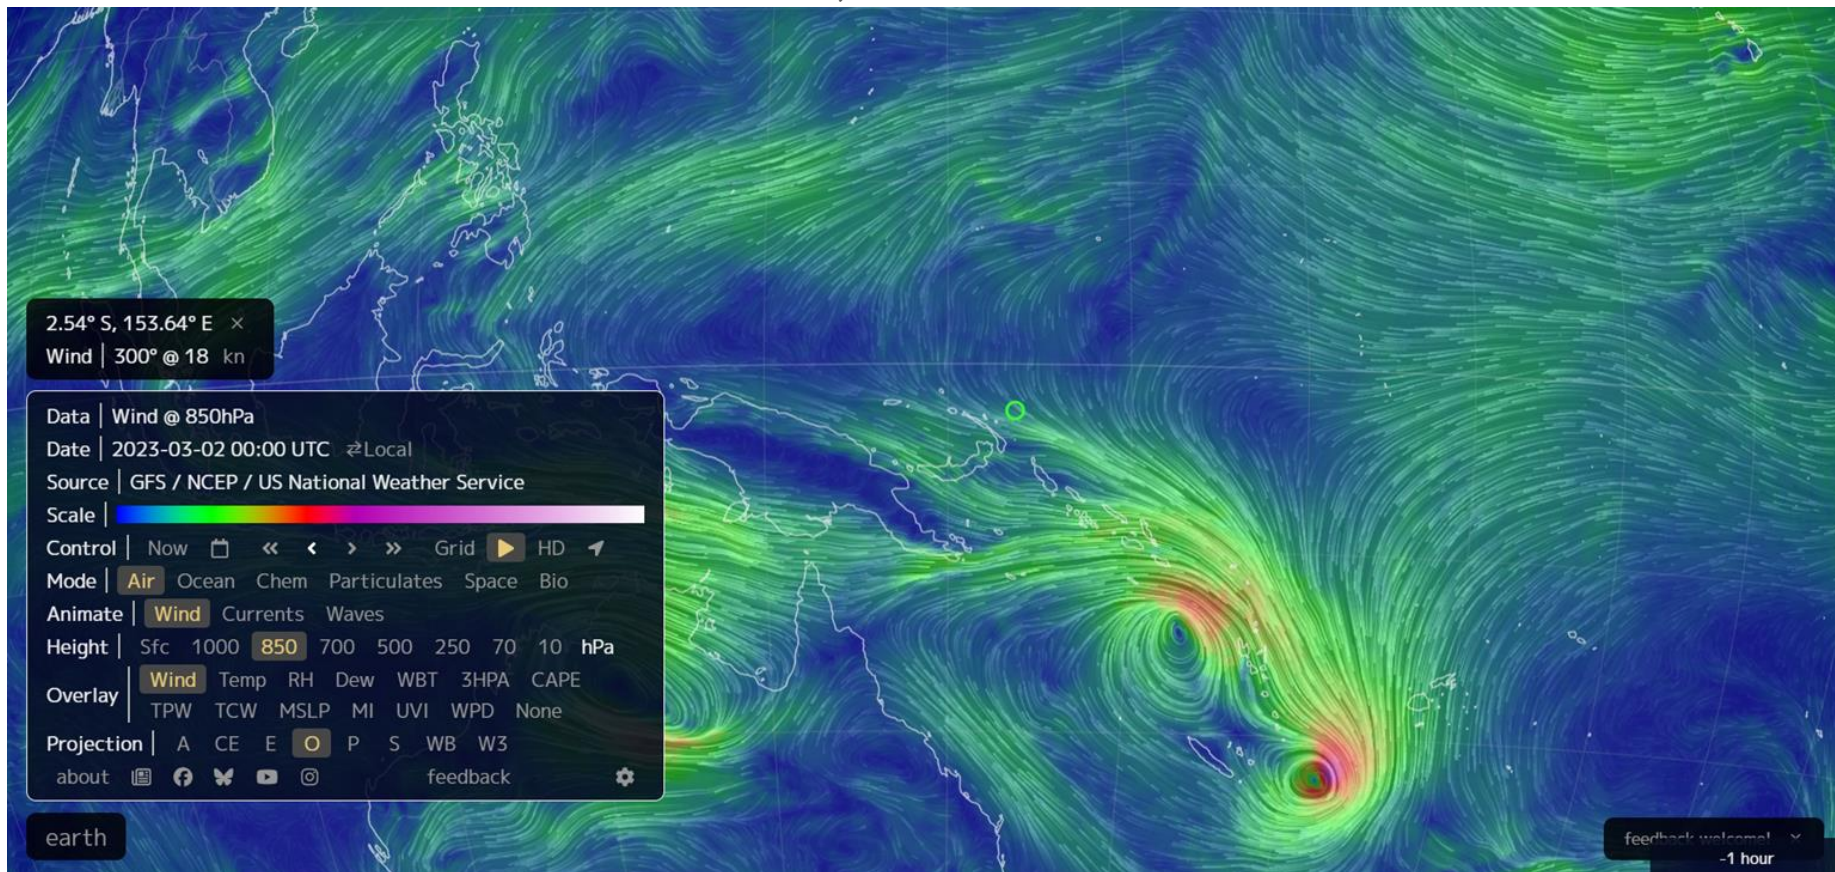 2.54° S, 153.64° E ×
Wind | 300° @ 18 kn
Data | Wind @ 850hPa
Date | 2023-03-02 00:00 UTC ⇄Local
Source | GFS / NCEP / US National Weather Service
Scale |
Control | Now « ‹ › » Grid ▶ HD
Mode | Air Ocean Chem Particulates Space Bio
Animate | Wind Currents Waves
Height | Sfc 1000 850 700 500 250 70 10 hPa
Overlay | Wind Temp RH Dew WBT 3HPA CAPE
TPW TCW MSLP MI UVI WPD None
Projection | A CE E O P S WB W3
about feedback
earth
feedback welcome! ×
-1 hour